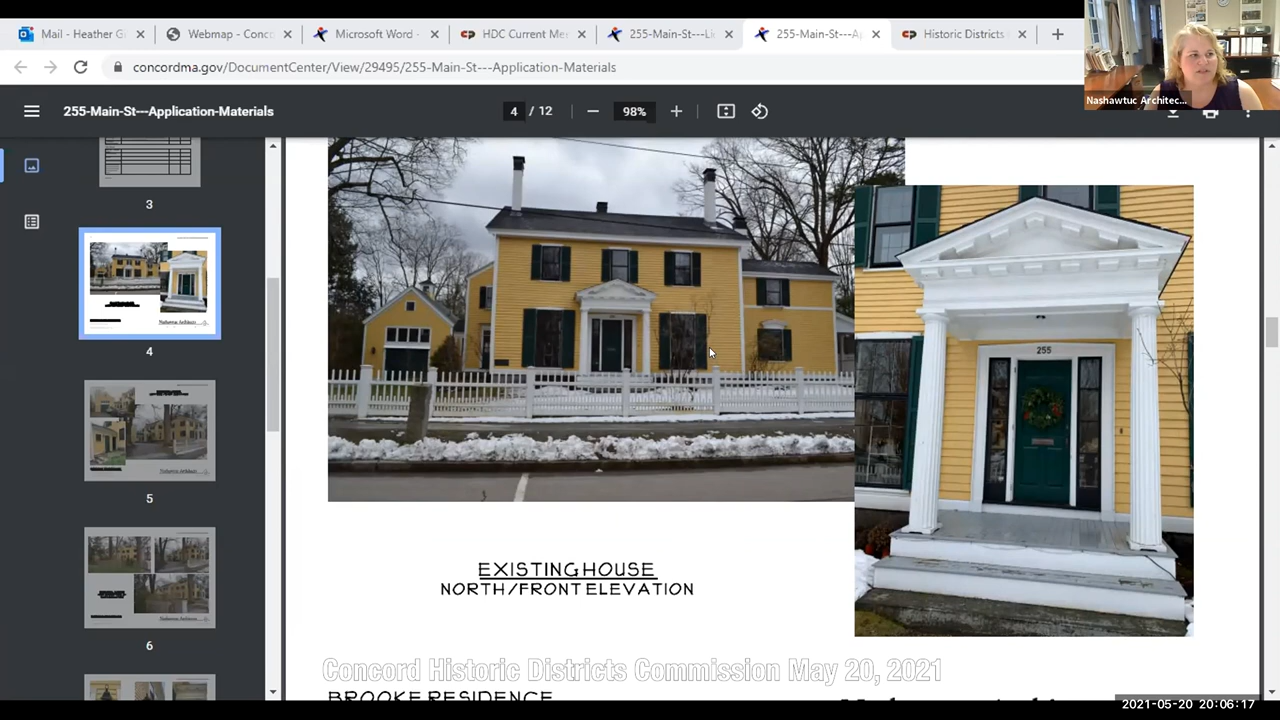 Mail - Heather G
Webmap - Conc
Microsoft Word -
HDC Current Me
255-Main-St---Li
255-Main-St---A
Historic Districts
concordma.gov/DocumentCenter/View/29495/255-Main-St---Application-Materials
Nashawtuc Architec...
255-Main-St---Application-Materials
4 / 12
98%
3
4
5
6
255
EXISTING HOUSE
NORTH/FRONT ELEVATION
Concord Historic Districts Commission May 20, 2021
BROOKE RESIDENCE
2021-05-20 20:06:17